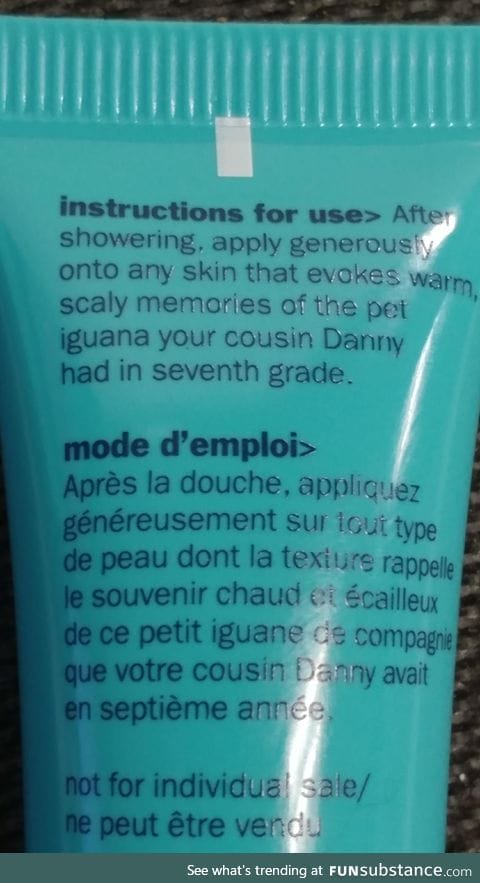 instructions for use> After
showering, apply generously
onto any skin that evokes warm,
scaly memories of the pet
iguana your cousin Danny
had in seventh grade.
mode d'emploi>
Après la douche, appliquez
généreusement sur tout type
de peau dont la texture rappelle
le souvenir chaud et écailleux
de ce petit iguane de compagnie
que votre cousin Danny avait
en septième année.
not for individual sale/
ne peut être vendu
See what's trending at FUNsubstance.com